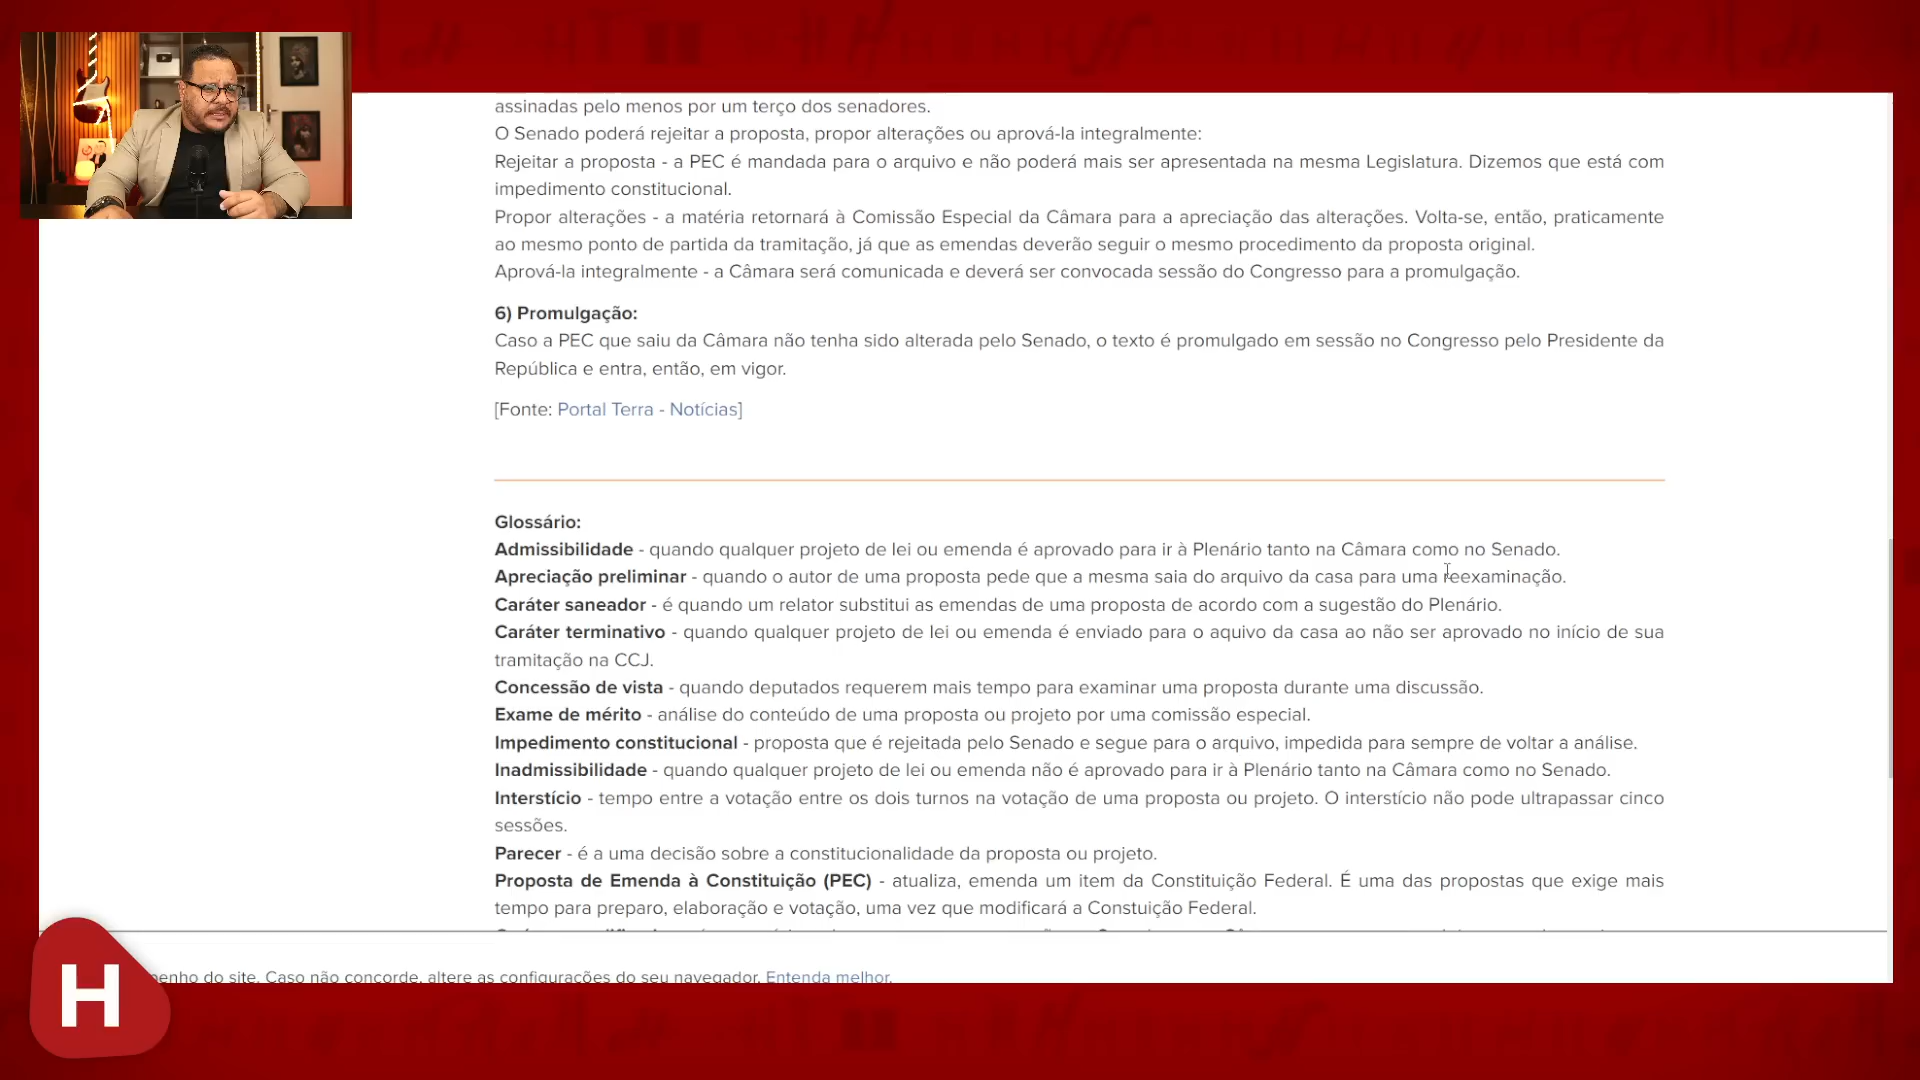 assinadas pelo menos por um terço dos senadores.
O Senado poderá rejeitar a proposta, propor alterações ou aprová-la integralmente:
Rejeitar a proposta - a PEC é mandada para o arquivo e não poderá mais ser apresentada na mesma Legislatura. Dizemos que está com
impedimento constitucional.
Propor alterações - a matéria retornará à Comissão Especial da Câmara para a apreciação das alterações. Volta-se, então, praticamente
ao mesmo ponto de partida da tramitação, já que as emendas deverão seguir o mesmo procedimento da proposta original.
Aprová-la integralmente - a Câmara será comunicada e deverá ser convocada sessão do Congresso para a promulgação.
6) Promulgação:
Caso a PEC que saiu da Câmara não tenha sido alterada pelo Senado, o texto é promulgado em sessão no Congresso pelo Presidente da
República e entra, então, em vigor.
[Fonte: Portal Terra - Notícias]
Glossário:
Admissibilidade - quando qualquer projeto de lei ou emenda é aprovado para ir à Plenário tanto na Câmara como no Senado.
Apreciação preliminar - quando o autor de uma proposta pede que a mesma saia do arquivo da casa para uma reexaminação.
Caráter saneador - é quando um relator substitui as emendas de uma proposta de acordo com a sugestão do Plenário.
Caráter terminativo - quando qualquer projeto de lei ou emenda é enviado para o aquivo da casa ao não ser aprovado no início de sua
tramitação na CCJ.
Concessão de vista - quando deputados requerem mais tempo para examinar uma proposta durante uma discussão.
Exame de mérito - análise do conteúdo de uma proposta ou projeto por uma comissão especial.
Impedimento constitucional - proposta que é rejeitada pelo Senado e segue para o arquivo, impedida para sempre de voltar a análise.
Inadmissibilidade - quando qualquer projeto de lei ou emenda não é aprovado para ir à Plenário tanto na Câmara como no Senado.
Interstício - tempo entre a votação entre os dois turnos na votação de uma proposta ou projeto. O interstício não pode ultrapassar cinco
sessões.
Parecer - é a uma decisão sobre a constitucionalidade da proposta ou projeto.
Proposta de Emenda à Constituição (PEC) - atualiza, emenda um item da Constituição Federal. É uma das propostas que exige mais
tempo para preparo, elaboração e votação, uma vez que modificará a Constuição Federal.
do site. Caso não concorde, altere as configurações do seu navegador. Entenda melhor.
H